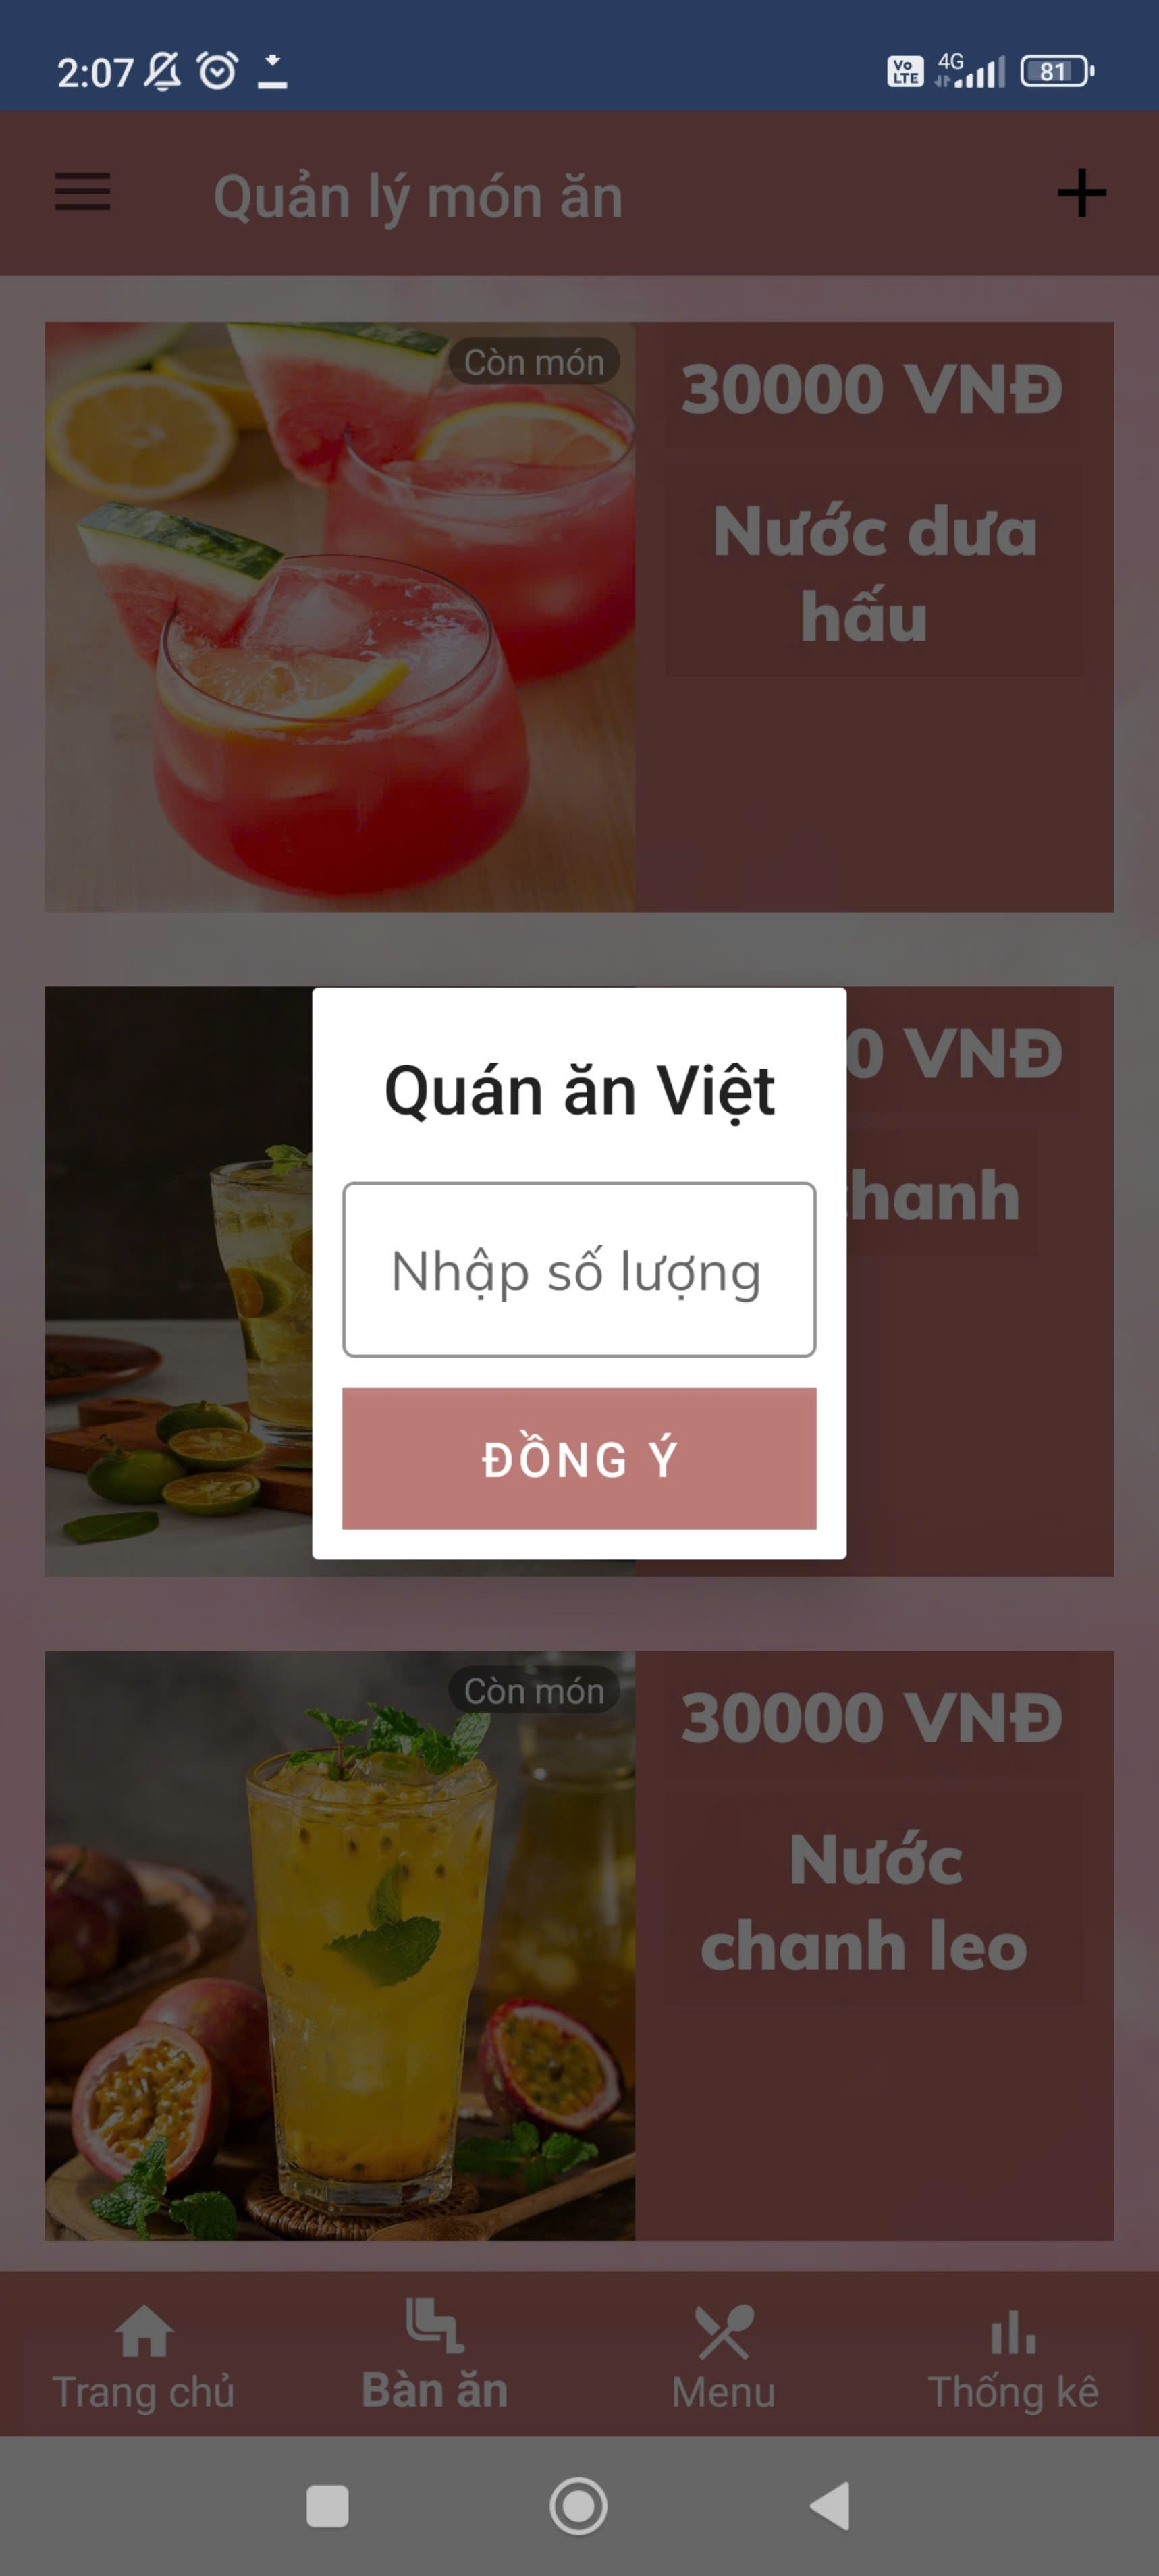 2:07
Vo
LTE
4G
81
Quản lý món ăn
Còn món
30000 VNĐ
Nước dưa
hấu
0 VNĐ
Quán ăn Việt
hanh
Nhập số lượng
ĐỒNG Ý
Còn món
30000 VNĐ
Nước
chanh leo
Trang chủ
Bàn ăn
Menu
Thống kê